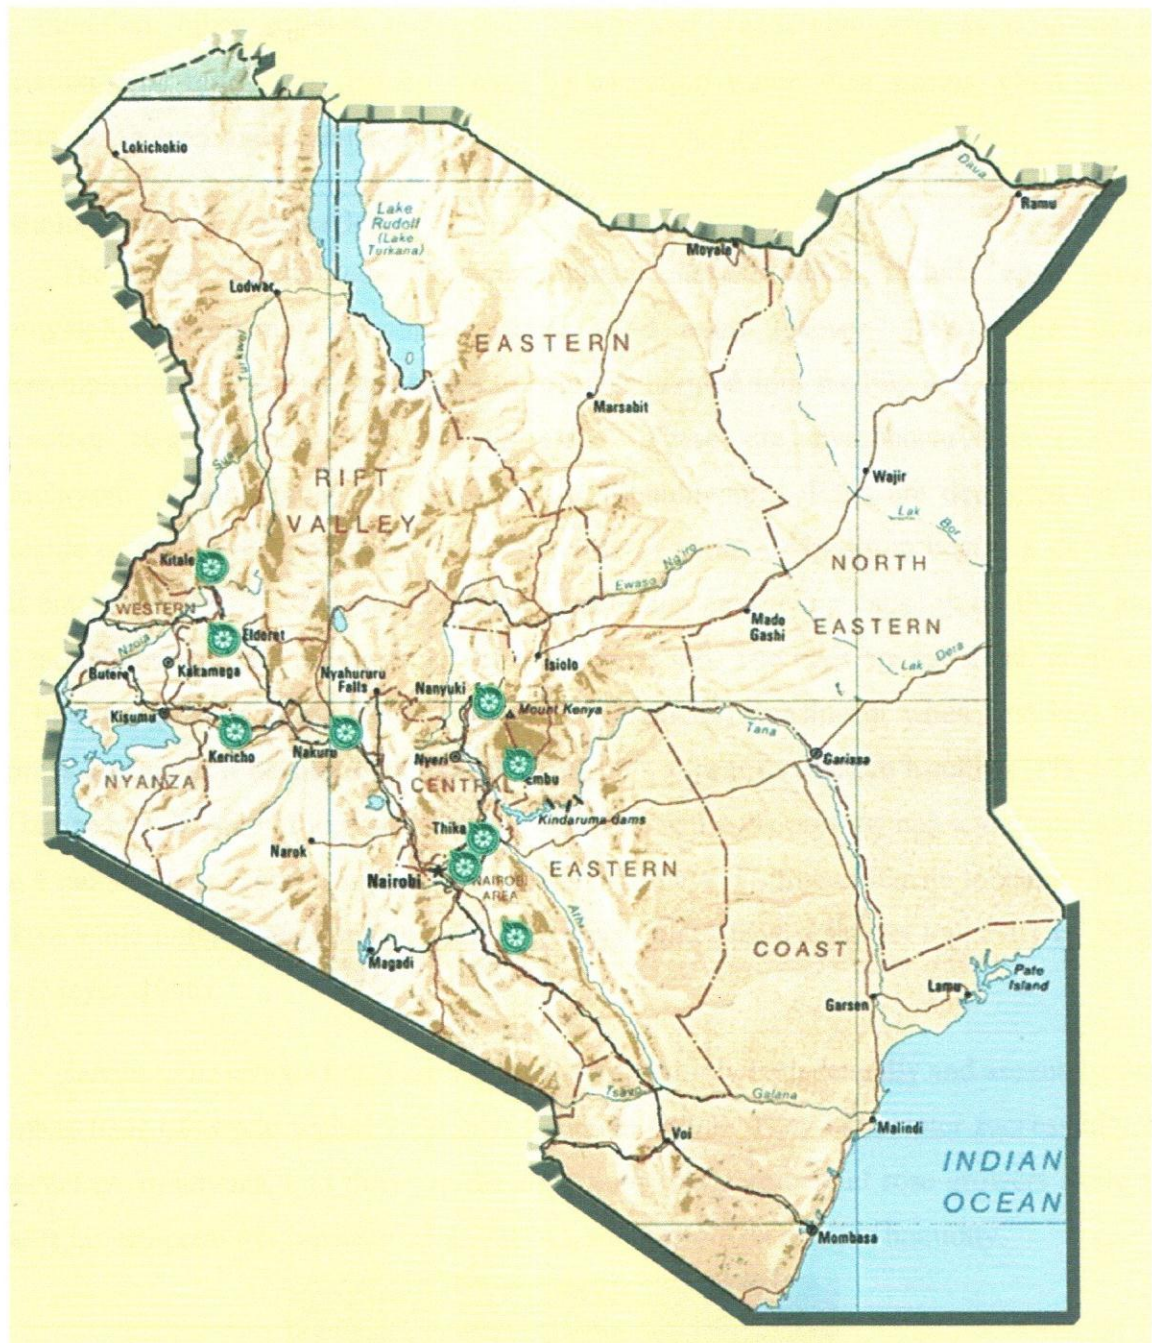 Lokichokio
Daua
Ramu
Lake
Rudolf
(Lake
Turkana)
Moyale
Lodwar
Turkwel
EASTERN
Marsabit
RIFT
VALLEY
Wajir
Lak
Bor
Kitale
Ewaso Ng'iro
NORTH
EASTERN
WESTERN
Mado
Gashi
Nzoia
Eldoret
Lak Dera
Butere
Kakamega
Isiolo
Nyahururu
Falls
Nanyuki
Mount Kenya
Kisumu
Kericho
Nakuru
Nyeri
Tana
Garissa
NYANZA
CENTRAL
Embu
Kindaruma dams
Thika
Narok
Nairobi
NAIROBI
AREA
EASTERN
Athi
COAST
Magadi
Pate
Island
Lamu
Garsen
Tsavo
Galana
Malindi
Voi
INDIAN
OCEAN
Mombasa